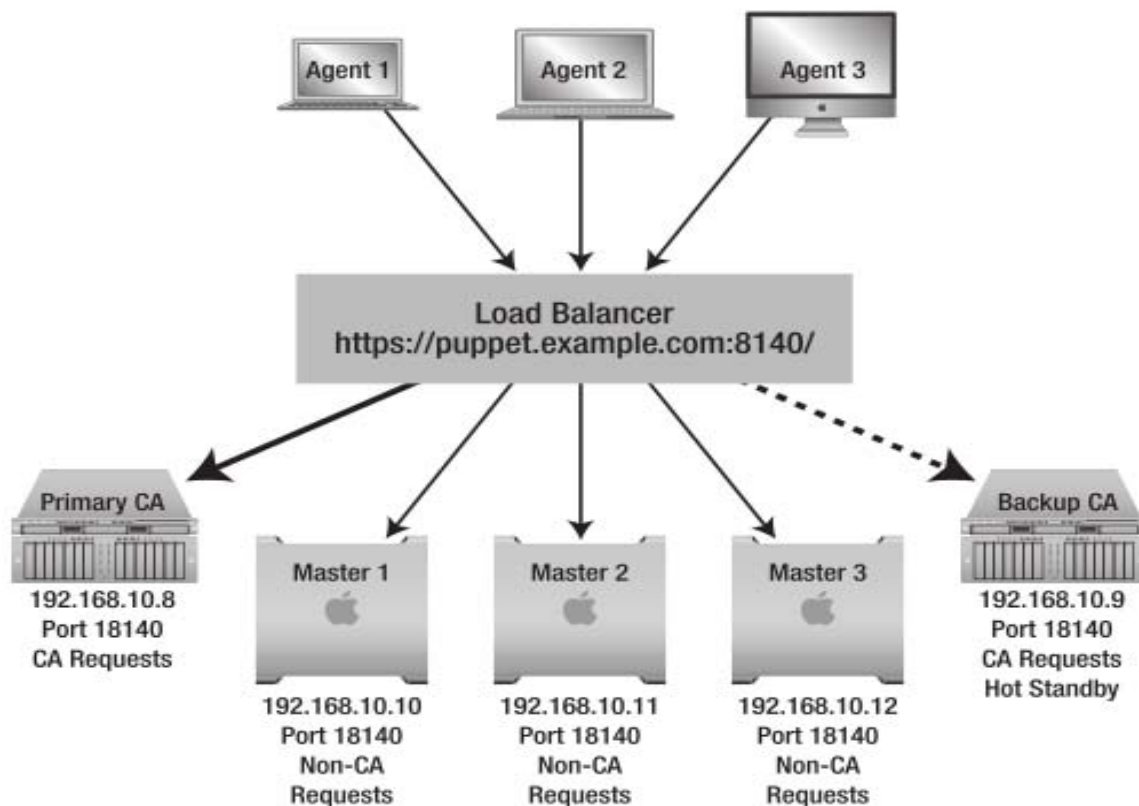 Agent 1
Agent 2
Agent 3
Load Balancer
https://puppet.example.com:8140/
Primary CA
192.168.10.8
Port 18140
CA Requests
Master 1
192.168.10.10
Port 18140
Non-CA
Requests
Master 2
192.168.10.11
Port 18140
Non-CA
Requests
Master 3
192.168.10.12
Port 18140
Non-CA
Requests
Backup CA
192.168.10.9
Port 18140
CA Requests
Hot Standby